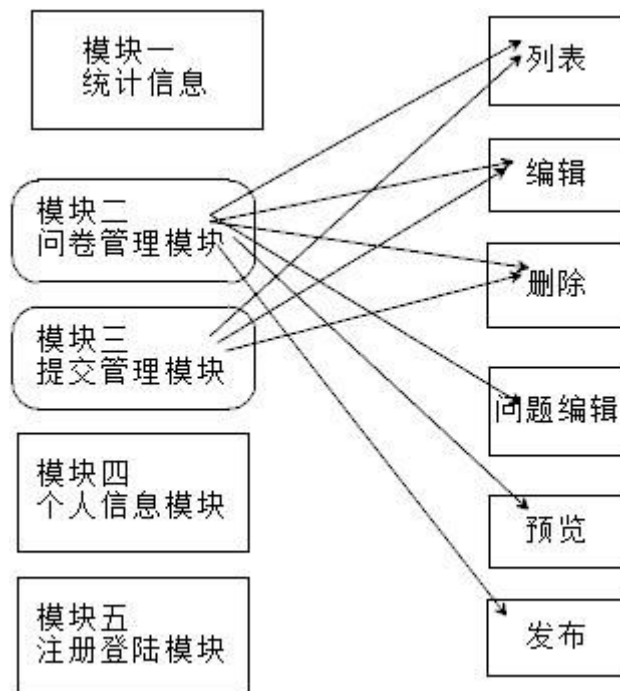 模块一
统计信息
模块二
问卷管理模块
模块三
提交管理模块
模块四
个人信息模块
模块五
注册登陆模块
列表
编辑
删除
问题编辑
预览
发布